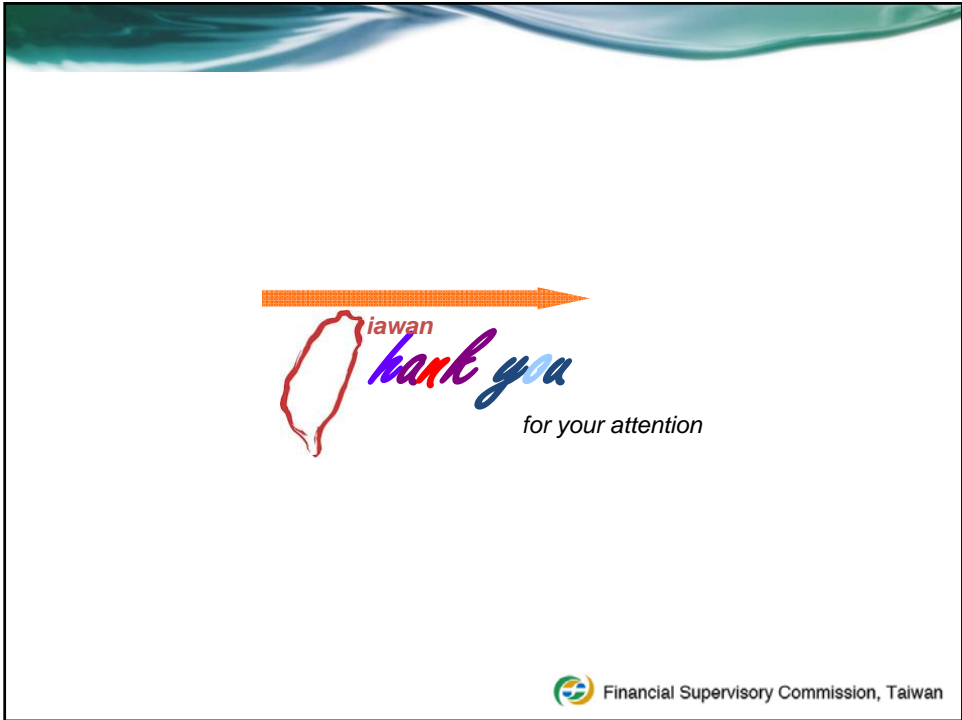 iawan
hank you
for your attention
Financial Supervisory Commission, Taiwan